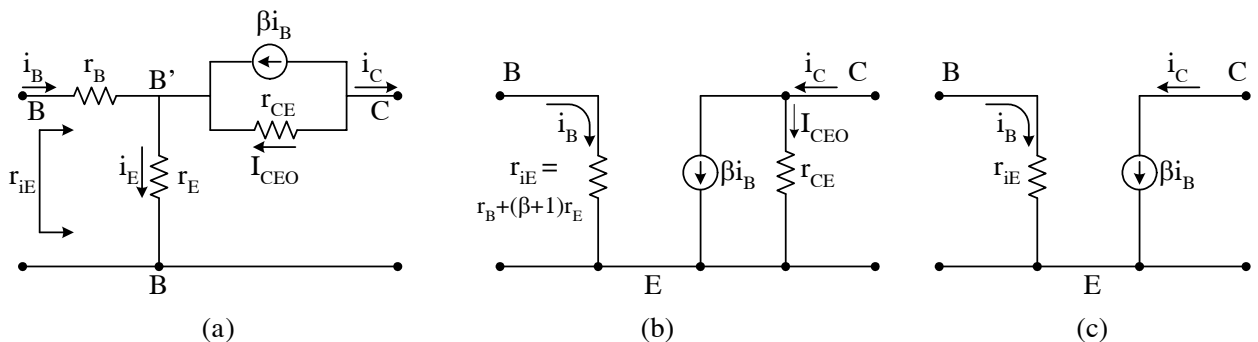 βi_B
i_B
r_B
B'
i_C
B
r_CE
C
I_CEO
r_iE
i_E
r_E
B
(a)
B
i_C
C
i_B
I_CEO
r_iE =
r_B+(β+1)r_E
βi_B
r_CE
E
(b)
B
i_C
C
i_B
r_iE
βi_B
E
(c)